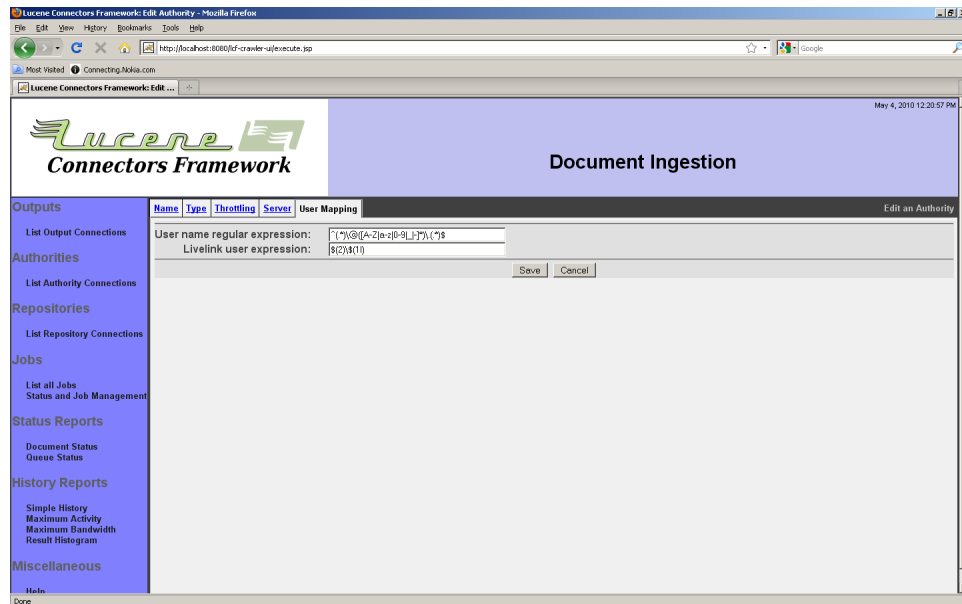 Lucene Connectors Framework: Edit Authority - Mozilla Firefox
File Edit View History Bookmarks Tools Help
http://localhost:8080/lcf-crawler-ui/execute.jsp
Google
Most Visited Connecting.Nokia.com
Lucene Connectors Framework: Edit ...
May 4, 2010 12:20:57 PM
Lucene
Connectors Framework
Document Ingestion
Outputs
List Output Connections
Authorities
List Authority Connections
Repositories
List Repository Connections
Jobs
List all Jobs
Status and Job Management
Status Reports
Document Status
Queue Status
History Reports
Simple History
Maximum Activity
Maximum Bandwidth
Result Histogram
Miscellaneous
Help
Name Type Throttling Server User Mapping
Edit an Authority
User name regular expression: ^(.*)\@([A-Z|a-z|0-9|_|-]*)\.(.*)$
Livelink user expression: $(2)\$(1l)
Save Cancel
Done